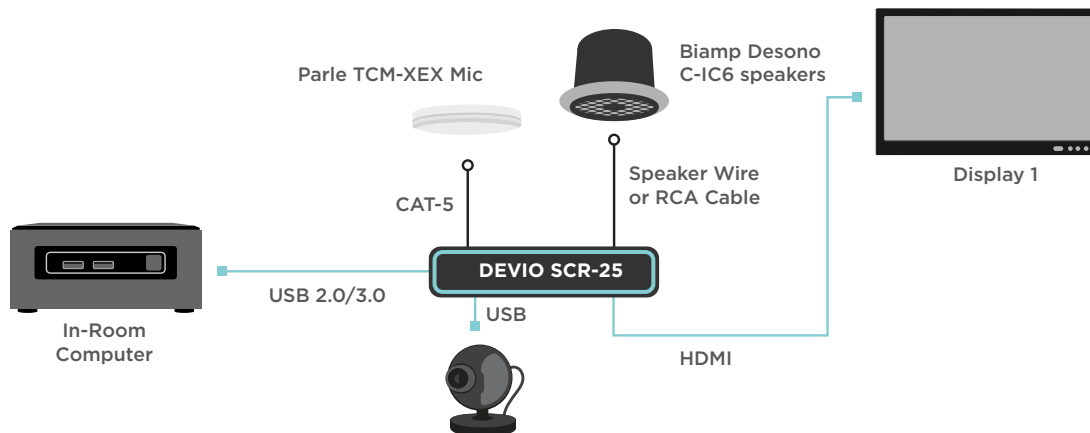 Parle TCM-XEX Mic
Biamp Desono
C-IC6 speakers
Display 1
CAT-5
Speaker Wire
or RCA Cable
DEVIO SCR-25
USB 2.0/3.0
USB
In-Room
Computer
HDMI